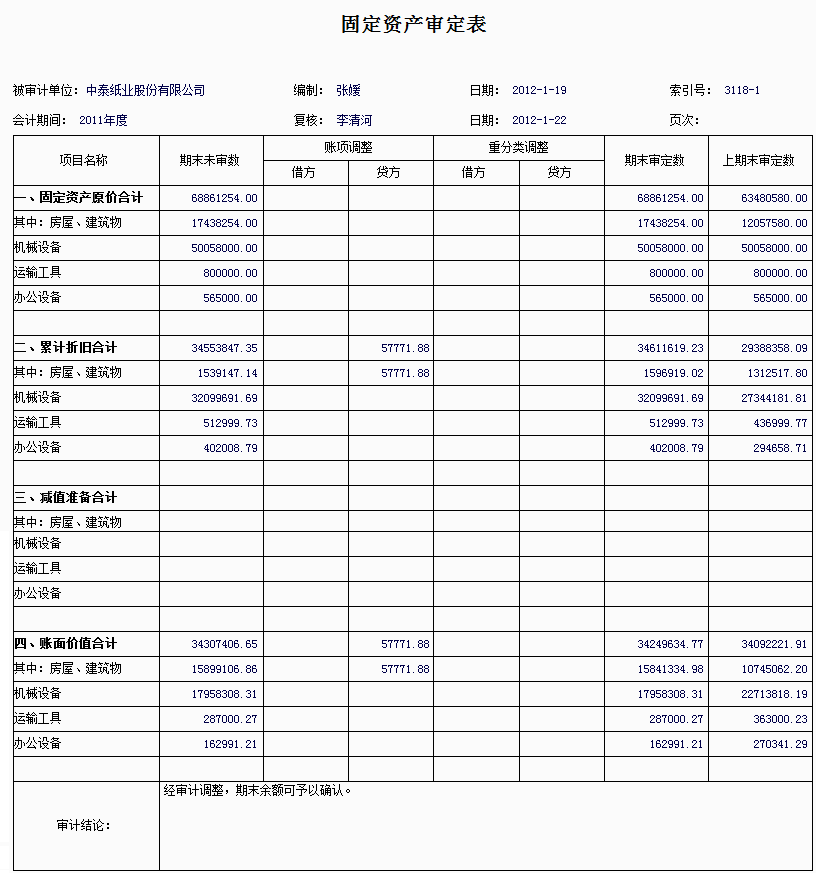 固定资产审定表
被审计单位: 中泰纸业股份有限公司 编制: 张媛 日期: 2012-1-19 索引号: 3118-1
会计期间: 2011年度 复核: 李清河 日期: 2012-1-22 页次:
项目名称 期末未审数 账项调整 重分类调整 期末审定数 上期末审定数
借方 贷方 借方 贷方
一、固定资产原价合计 68861254.00 68861254.00 63480580.00
其中: 房屋、建筑物 17438254.00 17438254.00 12057580.00
机械设备 50058000.00 50058000.00 50058000.00
运输工具 800000.00 800000.00 800000.00
办公设备 565000.00 565000.00 565000.00
二、累计折旧合计 34553847.35 57771.88 34611619.23 29388358.09
其中: 房屋、建筑物 1539147.14 57771.88 1596919.02 1312517.80
机械设备 32099691.69 32099691.69 27344181.81
运输工具 512999.73 512999.73 436999.77
办公设备 402008.79 402008.79 294658.71
三、减值准备合计
其中: 房屋、建筑物
机械设备
运输工具
办公设备
四、账面价值合计 34307406.65 57771.88 34249634.77 34092221.91
其中: 房屋、建筑物 15899106.86 57771.88 15841334.98 10745062.20
机械设备 17958308.31 17958308.31 22713818.19
运输工具 287000.27 287000.27 363000.23
办公设备 162991.21 162991.21 270341.29
经审计调整,期末余额可予以确认。
审计结论: